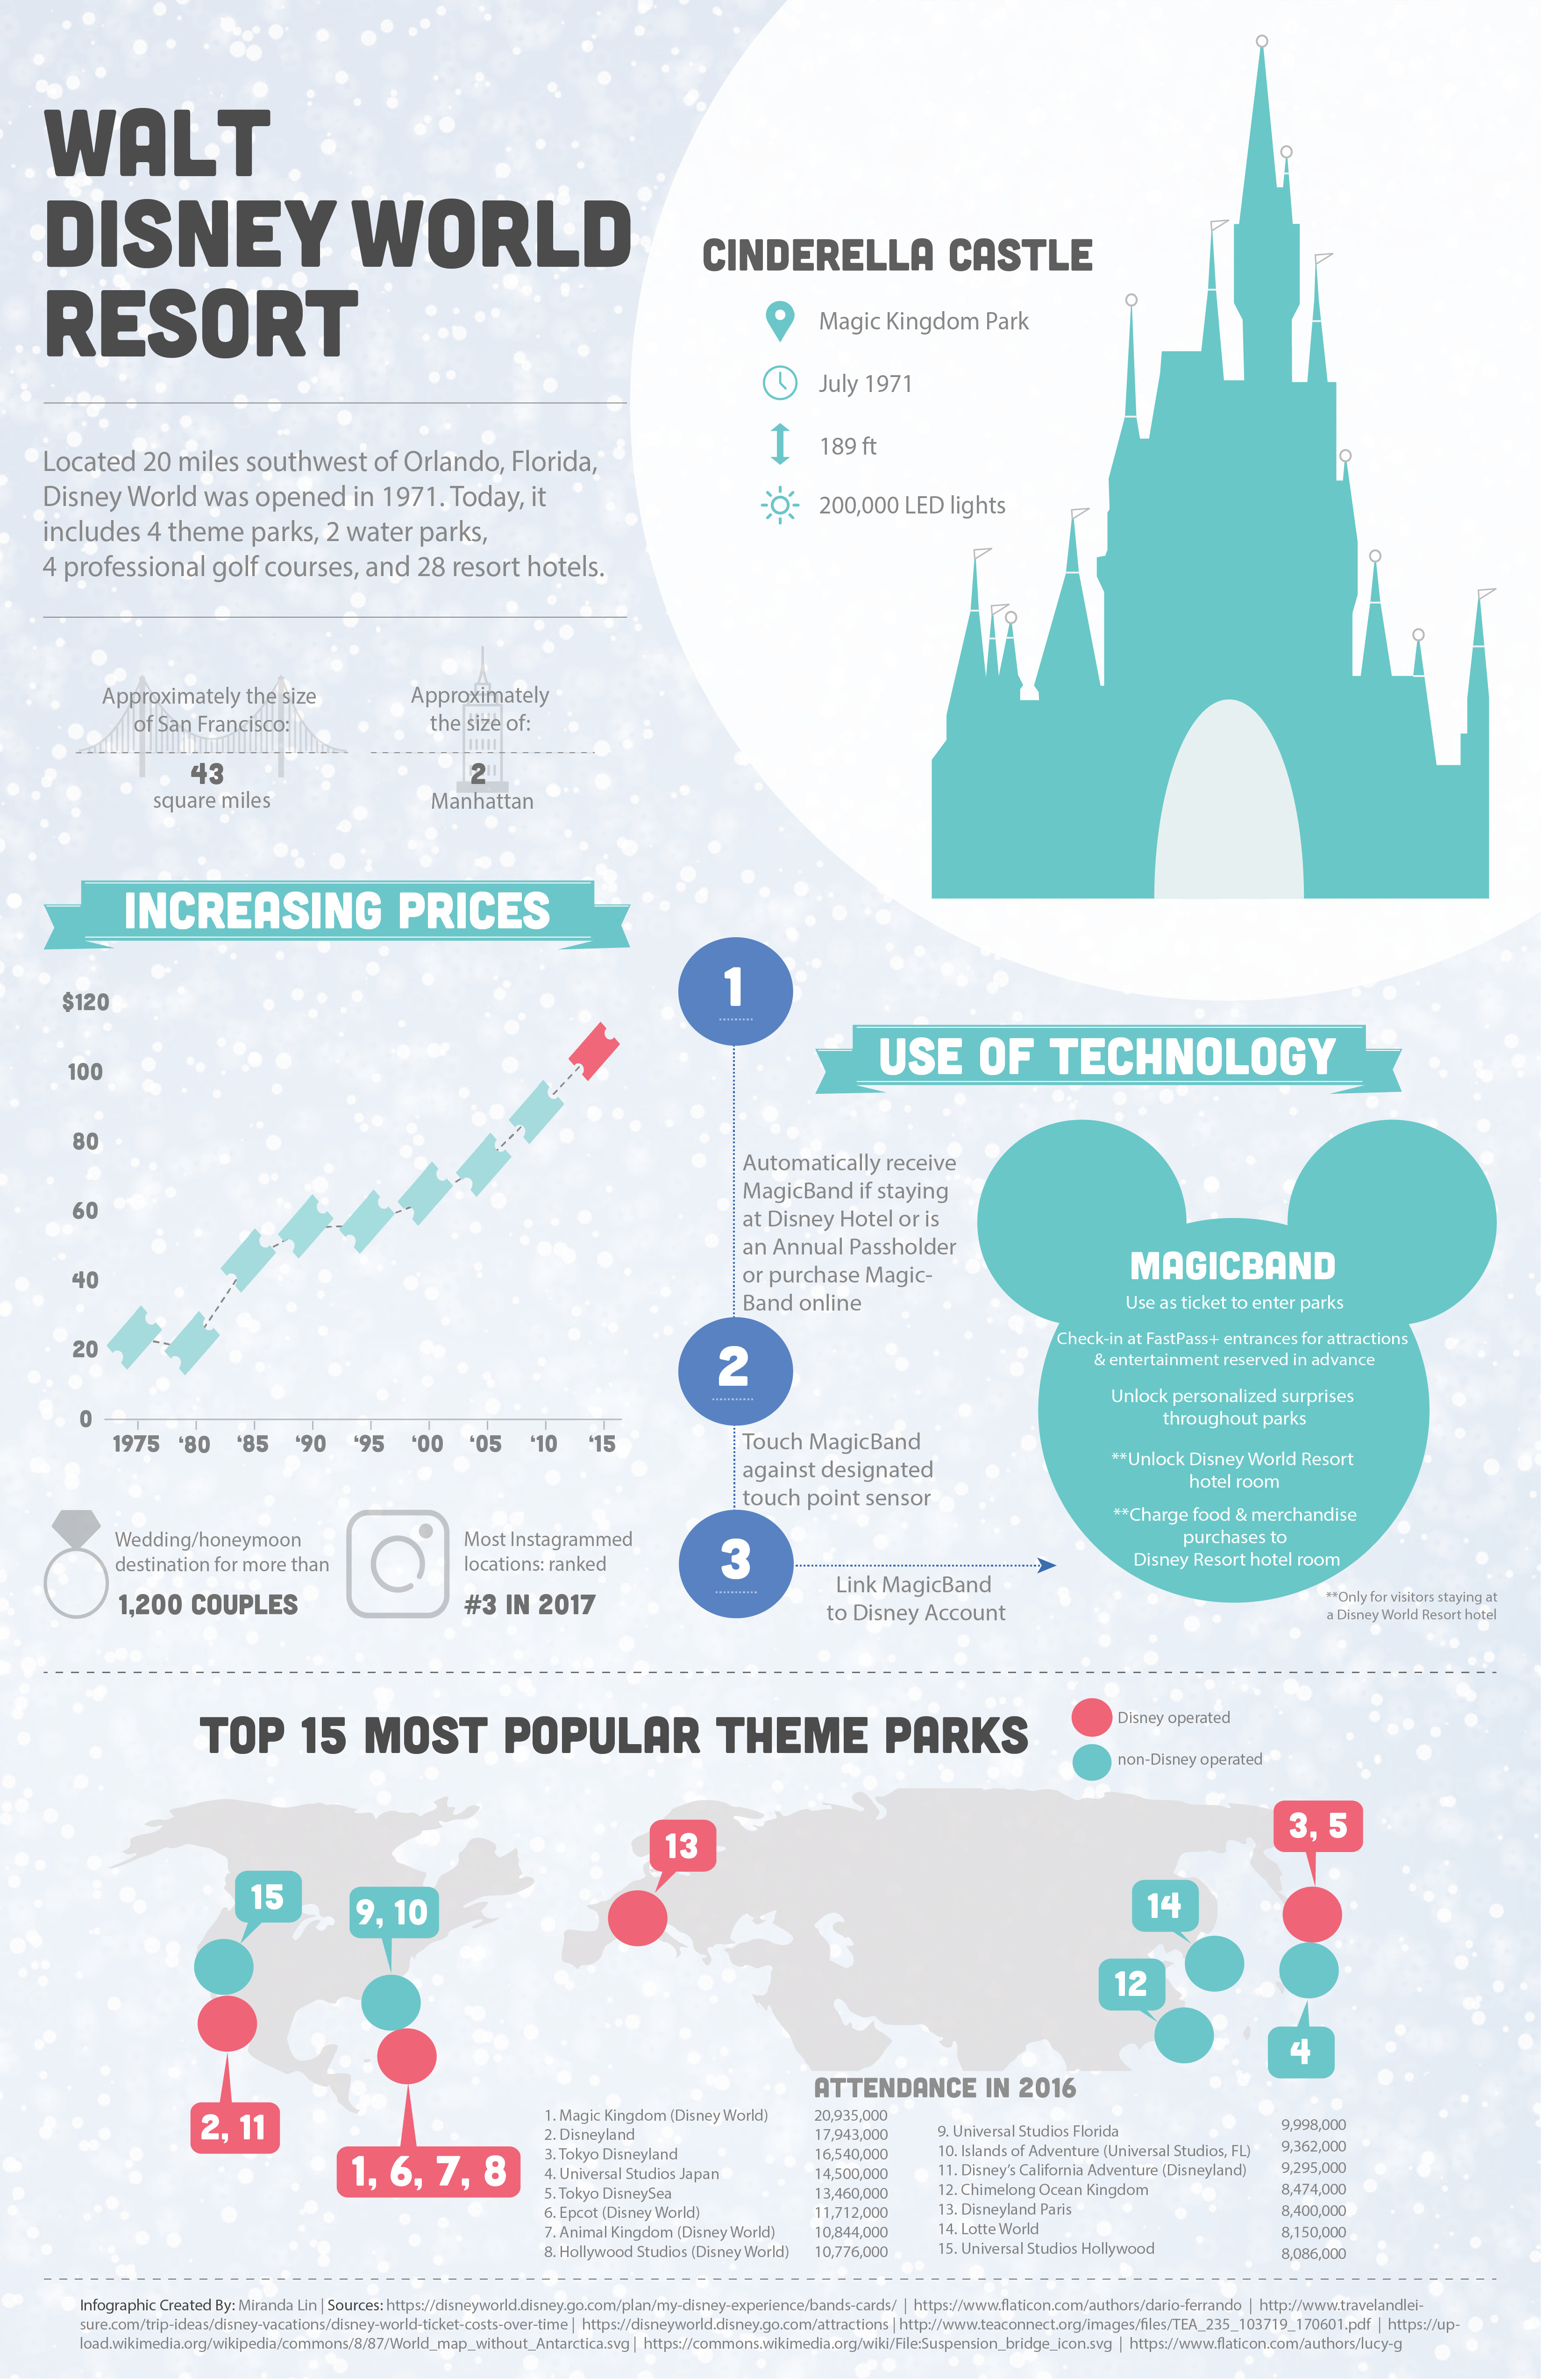 WALT
DISNEY WORLD
RESORT
Located 20 miles southwest of Orlando, Florida,
Disney World was opened in 1971. Today, it
includes 4 theme parks, 2 water parks,
4 professional golf courses, and 28 resort hotels.
Approximately the size
of San Francisco:
43
square miles
Approximately
the size of:
2
Manhattan
CINDERELLA CASTLE
Magic Kingdom Park
July 1971
189 ft
200,000 LED lights
INCREASING PRICES
$120
100
80
60
40
20
0
1975 '80 '85 '90 '95 '00 '05 '10 '15
Wedding/honeymoon
destination for more than
1,200 COUPLES
Most Instagrammed
locations: ranked
#3 IN 2017
USE OF TECHNOLOGY
1
Automatically receive
MagicBand if staying
at Disney Hotel or is
an Annual Passholder
or purchase Magic-
Band online
2
Touch MagicBand
against designated
touch point sensor
3
Link MagicBand
to Disney Account
MAGICBAND
Use as ticket to enter parks
Check-in at FastPass+ entrances for attractions
& entertainment reserved in advance
Unlock personalized surprises
throughout parks
**Unlock Disney World Resort
hotel room
**Charge food & merchandise
purchases to
Disney Resort hotel room
**Only for visitors staying at
a Disney World Resort hotel
TOP 15 MOST POPULAR THEME PARKS
Disney operated
non-Disney operated
15
9, 10
13
14
3, 5
12
4
2, 11
1, 6, 7, 8
ATTENDANCE IN 2016
1. Magic Kingdom (Disney World) 20,935,000
2. Disneyland 17,943,000
3. Tokyo Disneyland 16,540,000
4. Universal Studios Japan 14,500,000
5. Tokyo DisneySea 13,460,000
6. Epcot (Disney World) 11,712,000
7. Animal Kingdom (Disney World) 10,844,000
8. Hollywood Studios (Disney World) 10,776,000
9. Universal Studios Florida 9,998,000
10. Islands of Adventure (Universal Studios, FL) 9,362,000
11. Disney's California Adventure (Disneyland) 9,295,000
12. Chimelong Ocean Kingdom 8,474,000
13. Disneyland Paris 8,400,000
14. Lotte World 8,150,000
15. Universal Studios Hollywood 8,086,000
Infographic Created By: Miranda Lin | Sources: https://disneyworld.disney.go.com/plan/my-disney-experience/bands-cards/ | https://www.flaticon.com/authors/dario-ferrando | http://www.travelandlei-
sure.com/trip-ideas/disney-vacations/disney-world-ticket-costs-over-time | https://disneyworld.disney.go.com/attractions | http://www.teaconnect.org/images/files/TEA_235_103719_170601.pdf | https://up-
load.wikimedia.org/wikipedia/commons/8/87/World_map_without_Antarctica.svg | https://commons.wikimedia.org/wiki/File:Suspension_bridge_icon.svg | https://www.flaticon.com/authors/lucy-g